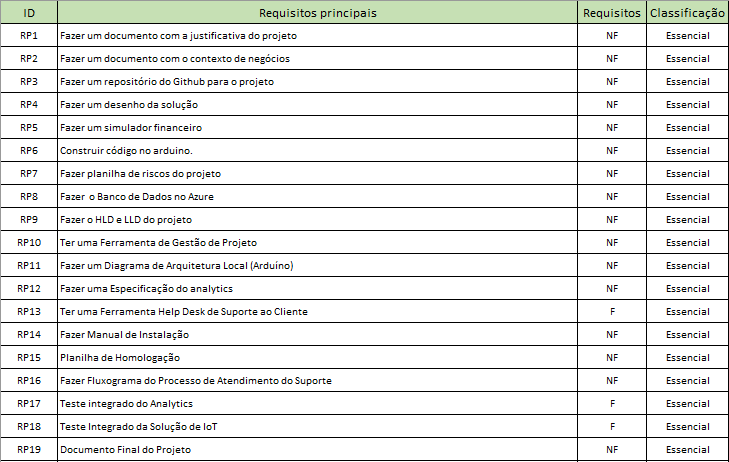 ID Requisitos principais Requisitos Classificação
RP1 Fazer um documento com a justificativa do projeto NF Essencial
RP2 Fazer um documento com o contexto de negócios NF Essencial
RP3 Fazer um repositório do Github para o projeto NF Essencial
RP4 Fazer um desenho da solução NF Essencial
RP5 Fazer um simulador financeiro NF Essencial
RP6 Construir código no arduino. NF Essencial
RP7 Fazer planilha de riscos do projeto NF Essencial
RP8 Fazer o Banco de Dados no Azure NF Essencial
RP9 Fazer o HLD e LLD do projeto NF Essencial
RP10 Ter uma Ferramenta de Gestão de Projeto NF Essencial
RP11 Fazer um Diagrama de Arquitetura Local (Arduíno) NF Essencial
RP12 Fazer uma Especificação do analytics NF Essencial
RP13 Ter uma Ferramenta Help Desk de Suporte ao Cliente F Essencial
RP14 Fazer Manual de Instalação NF Essencial
RP15 Planilha de Homologação NF Essencial
RP16 Fazer Fluxograma do Processo de Atendimento do Suporte NF Essencial
RP17 Teste integrado do Analytics F Essencial
RP18 Teste Integrado da Solução de IoT F Essencial
RP19 Documento Final do Projeto NF Essencial